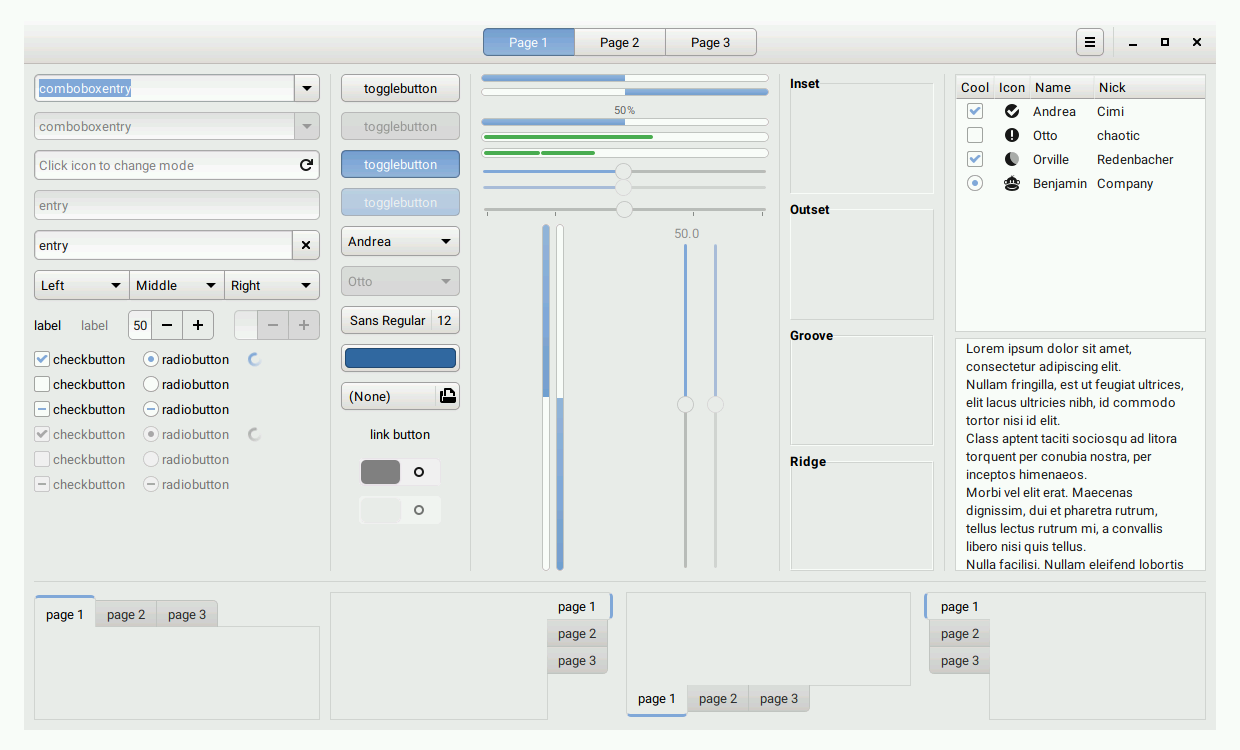 Page 1 Page 2 Page 3
comboboxentry
comboboxentry
Click icon to change mode
entry
entry
Left Middle Right
label label 50
checkbutton radiobutton
checkbutton radiobutton
checkbutton radiobutton
checkbutton radiobutton
checkbutton radiobutton
checkbutton radiobutton
togglebutton
togglebutton
togglebutton
togglebutton
Andrea
Otto
Sans Regular 12
(None)
link button
50%
50.0
Inset
Outset
Groove
Ridge
Cool Icon Name Nick
Andrea Cimi
Otto chaotic
Orville Redenbacher
Benjamin Company
Lorem ipsum dolor sit amet,
consectetur adipiscing elit.
Nullam fringilla, est ut feugiat ultrices,
elit lacus ultricies nibh, id commodo
tortor nisi id elit.
Class aptent taciti sociosqu ad litora
torquent per conubia nostra, per
inceptos himenaeos.
Morbi vel elit erat. Maecenas
dignissim, dui et pharetra rutrum,
tellus lectus rutrum mi, a convallis
libero nisi quis tellus.
Nulla facilisi. Nullam eleifend lobortis
page 1 page 2 page 3
page 1
page 2
page 3
page 1 page 2 page 3
page 1
page 2
page 3